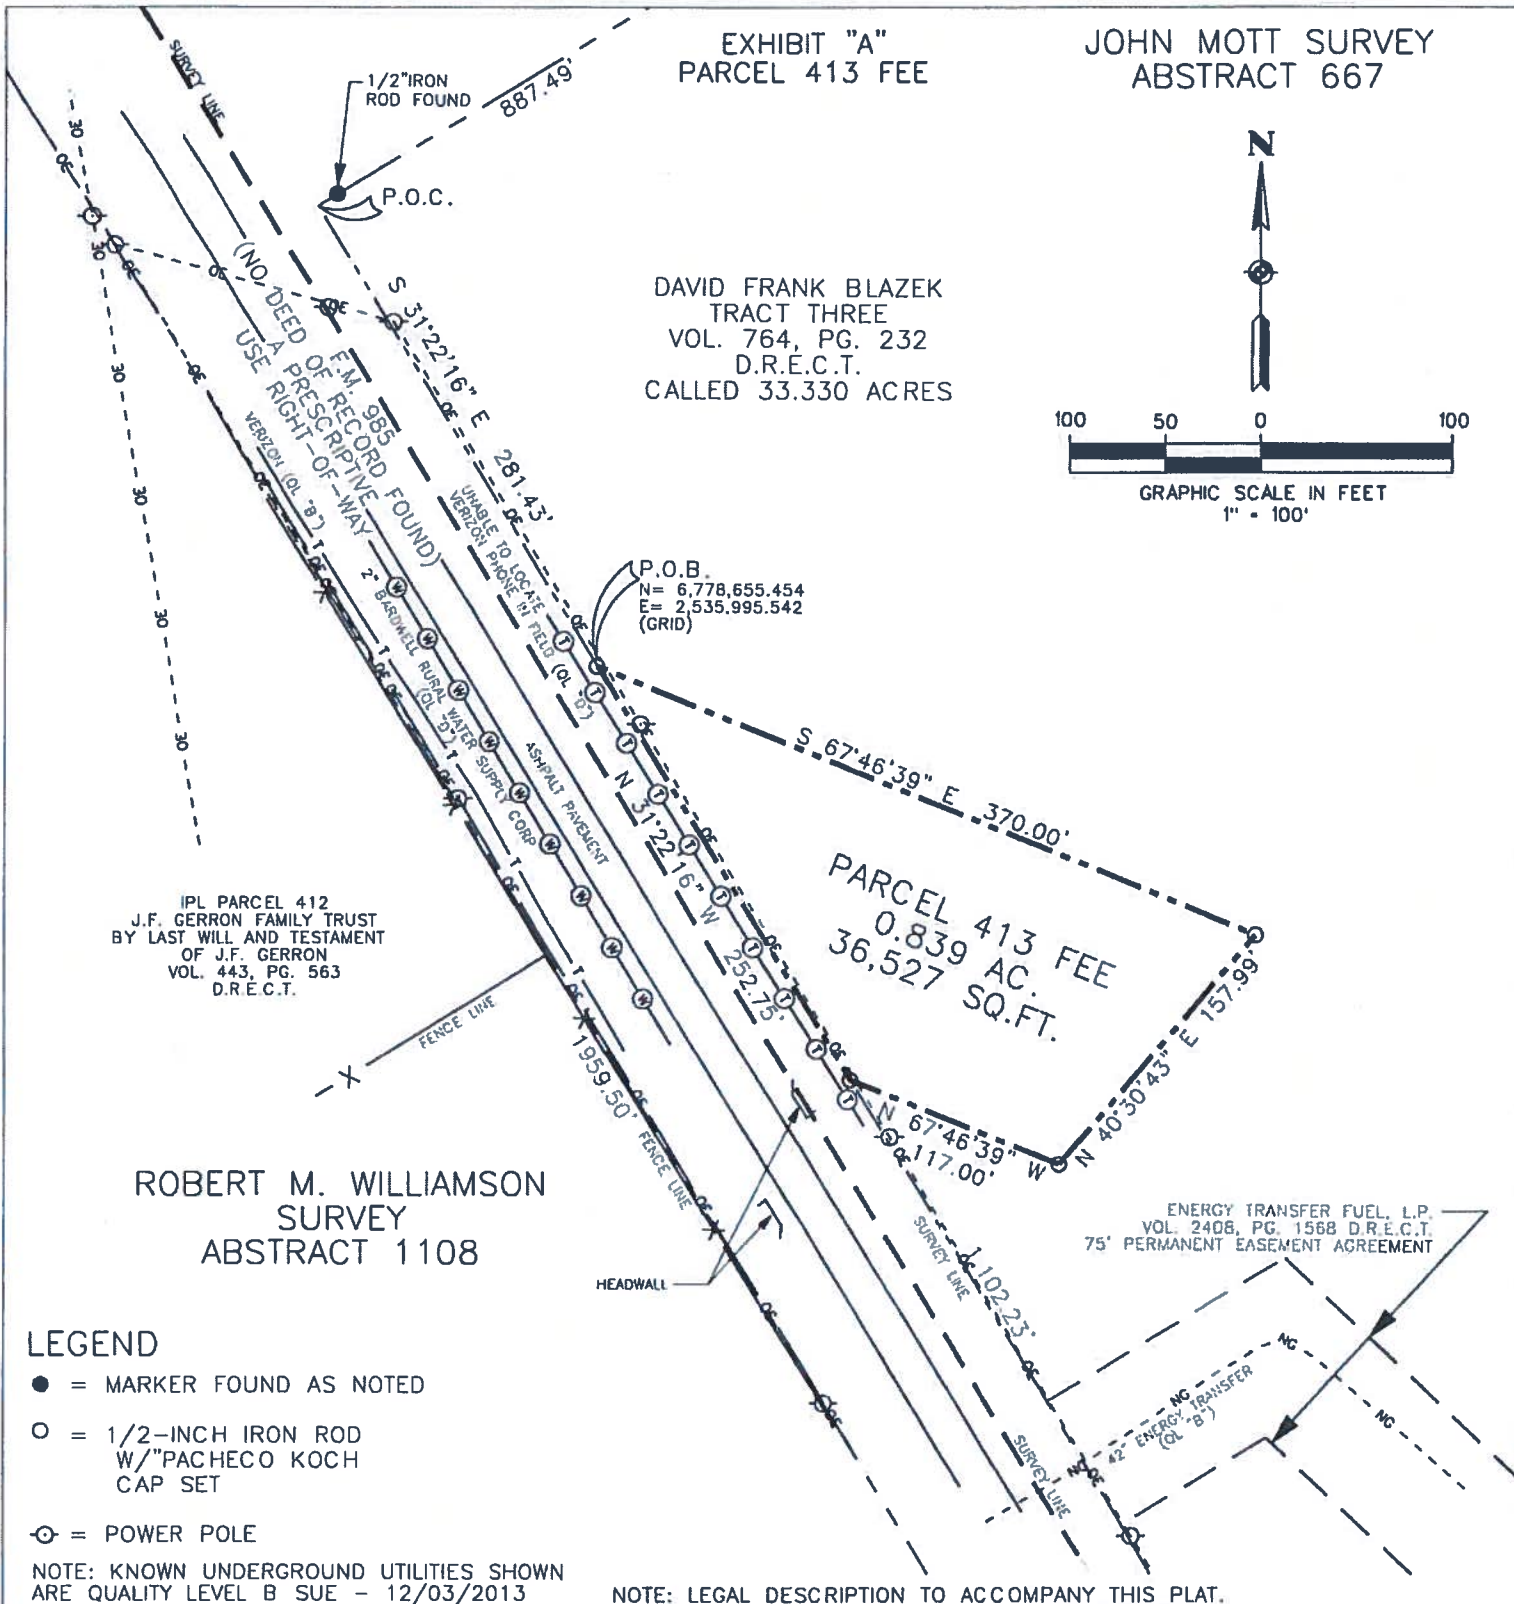 EXHIBIT "A"
PARCEL 413 FEE
JOHN MOTT SURVEY
ABSTRACT 667
SURVEY LINE
1/2"IRON
ROD FOUND
887.49'
P.O.C.
N
DAVID FRANK BLAZEK
TRACT THREE
VOL. 764, PG. 232
D.R.E.C.T.
CALLED 33.330 ACRES
100 50 0 100
GRAPHIC SCALE IN FEET
1" = 100'
S 31°22'16" E 281.43'
F.M. 985
(NO DEED OF RECORD FOUND)
A PRESCRIPTIVE
USE RIGHT-OF-WAY
VERIZON (QL "B")
UNABLE TO LOCATE
VERIZON PHONE IN FIELD (QL "D")
2" BARDWELL RURAL WATER SUPPLY CORP
(QL "D")
ASHPALT PAVEMENT
P.O.B.
N= 6,778,655.454
E= 2,535,995.542
(GRID)
S 67°46'39" E 370.00'
N 31°22'16" W 252.75'
PARCEL 413 FEE
0.839 AC.
36,527 SQ.FT.
N 40°30'43" E 157.99'
N 67°46'39" W
117.00'
IPL PARCEL 412
J.F. GERRON FAMILY TRUST
BY LAST WILL AND TESTAMENT
OF J.F. GERRON
VOL. 443, PG. 563
D.R.E.C.T.
FENCE LINE
1959.50'
FENCE LINE
ROBERT M. WILLIAMSON
SURVEY
ABSTRACT 1108
HEADWALL
SURVEY LINE
1,102.23'
ENERGY TRANSFER FUEL, L.P.
VOL. 2408, PG. 1568 D.R.E.C.T.
75' PERMANENT EASEMENT AGREEMENT
NG
NG
NG
NG
42" ENERGY TRANSFER
(QL "B")
SURVEY LINE
LEGEND
= MARKER FOUND AS NOTED
= 1/2-INCH IRON ROD
W/"PACHECO KOCH
CAP SET
= POWER POLE
NOTE: KNOWN UNDERGROUND UTILITIES SHOWN
ARE QUALITY LEVEL B SUE - 12/03/2013
NOTE: LEGAL DESCRIPTION TO ACCOMPANY THIS PLAT.